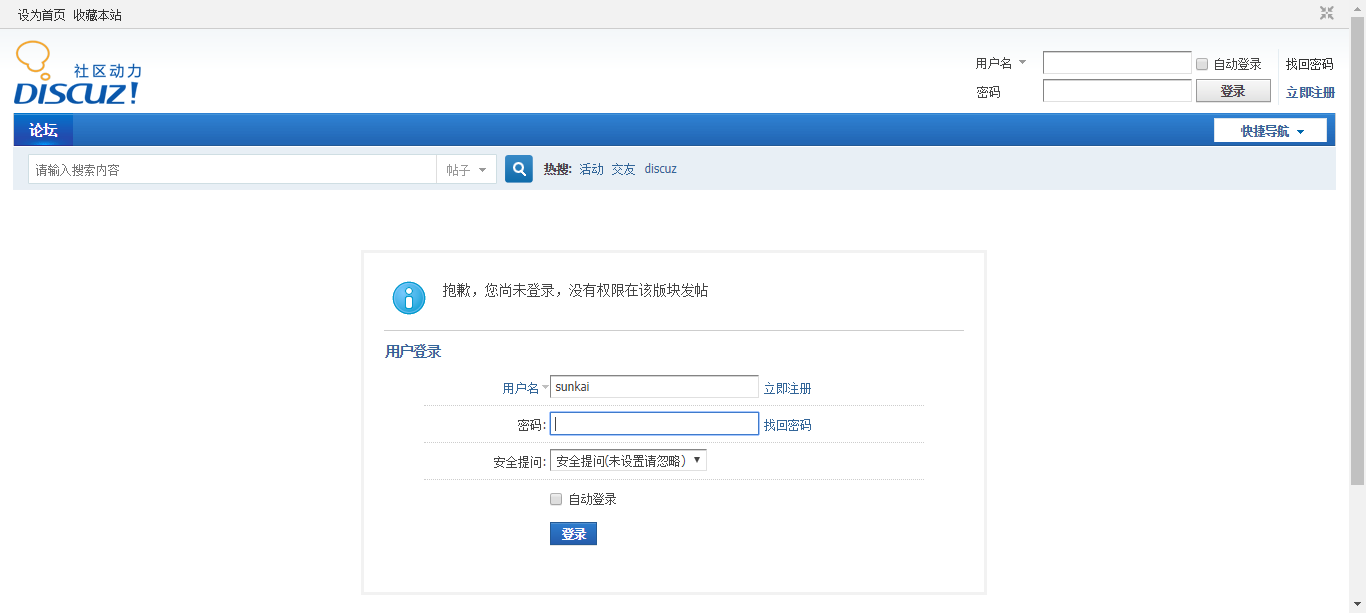 设为首页 收藏本站
社区动力
DISCUZ!
用户名 自动登录 找回密码
密码 登录 立即注册
论坛 快捷导航
请输入搜索内容 帖子 热搜: 活动 交友 discuz
抱歉，您尚未登录，没有权限在该版块发帖
用户登录
用户名 sunkai 立即注册
密码: 找回密码
安全提问: 安全提问(未设置请忽略)
自动登录
登录